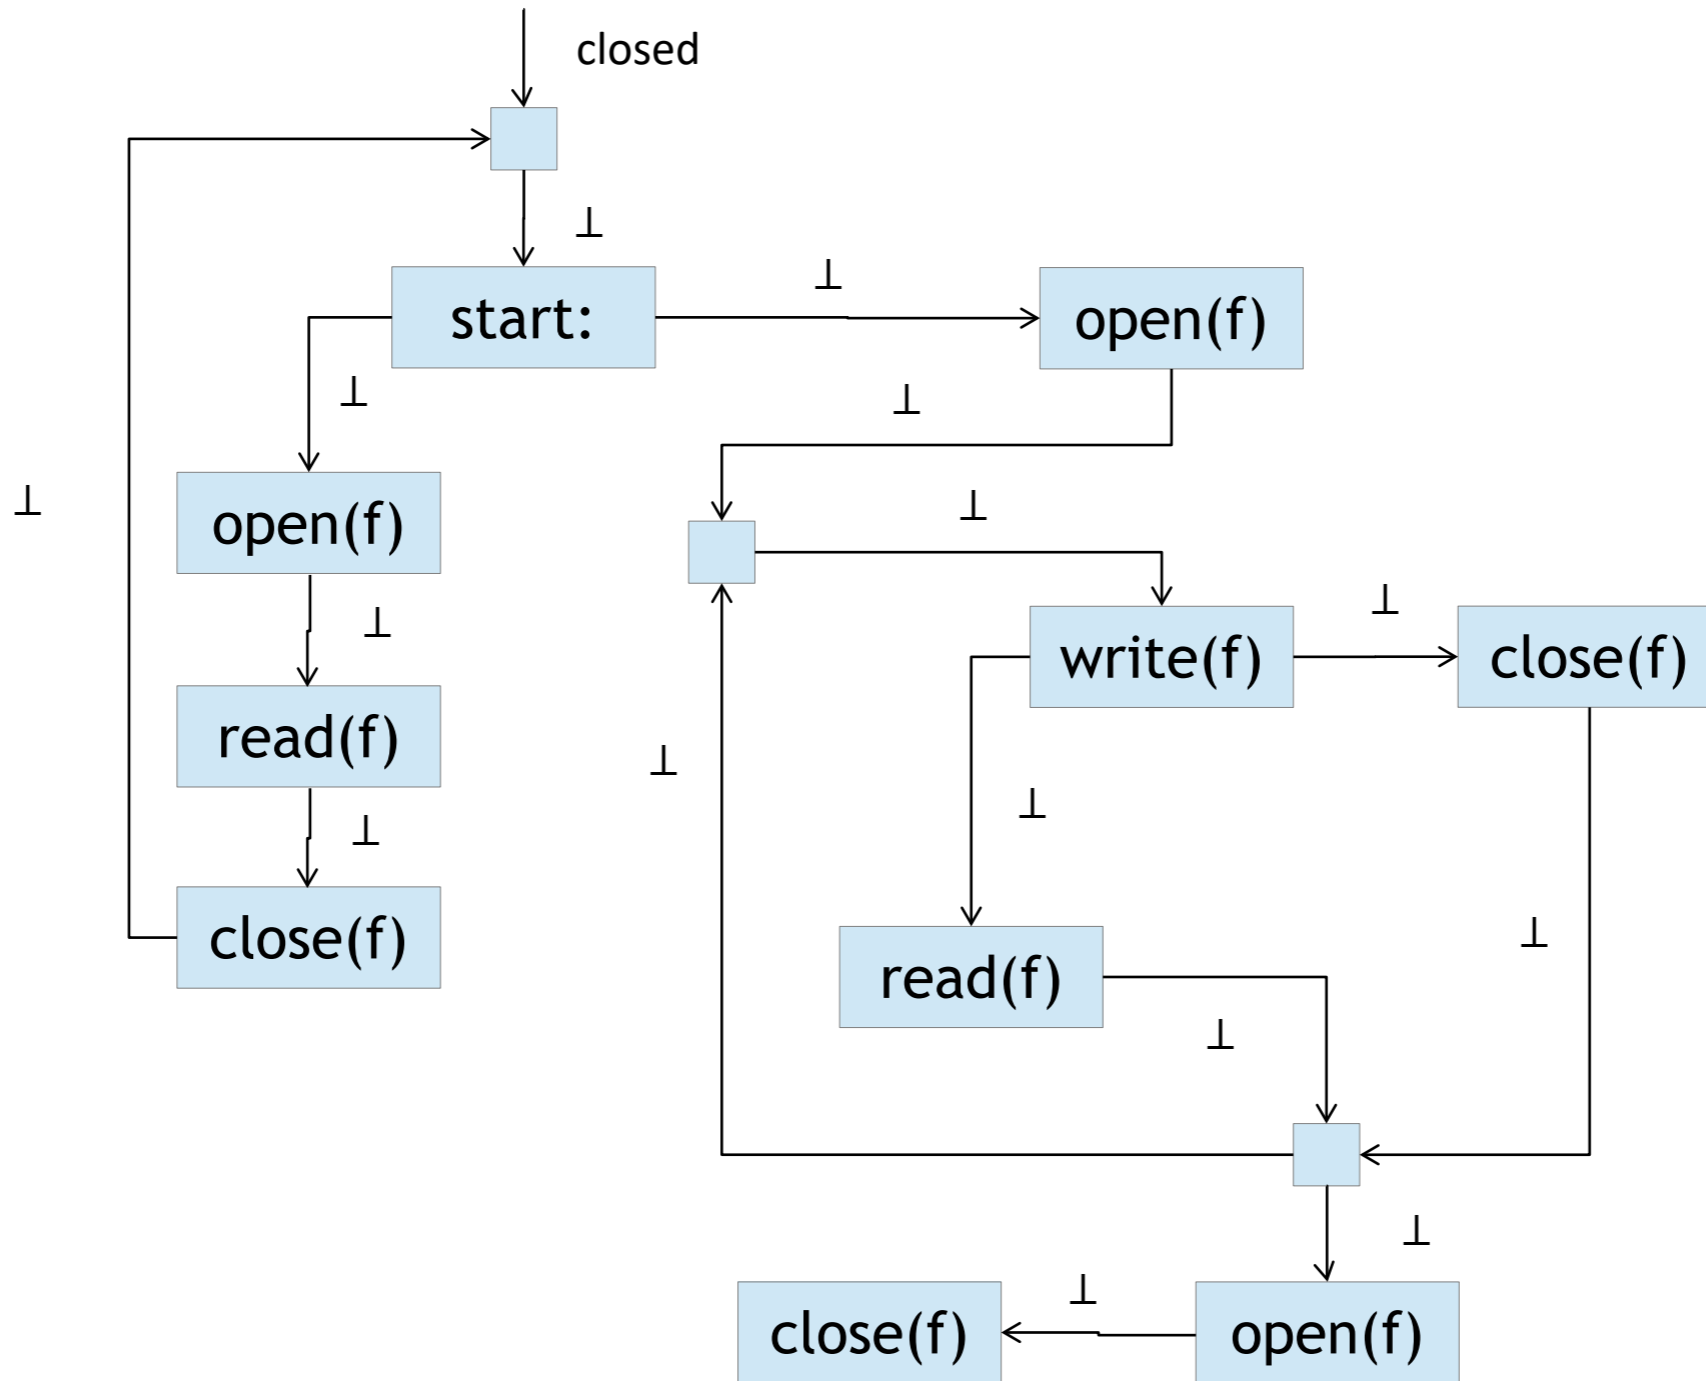 closed
⊥
start:
⊥
open(f)
⊥
⊥
⊥
open(f)
⊥
⊥
write(f)
⊥
close(f)
read(f)
⊥
⊥
⊥
close(f)
read(f)
⊥
⊥
⊥
close(f)
⊥
open(f)